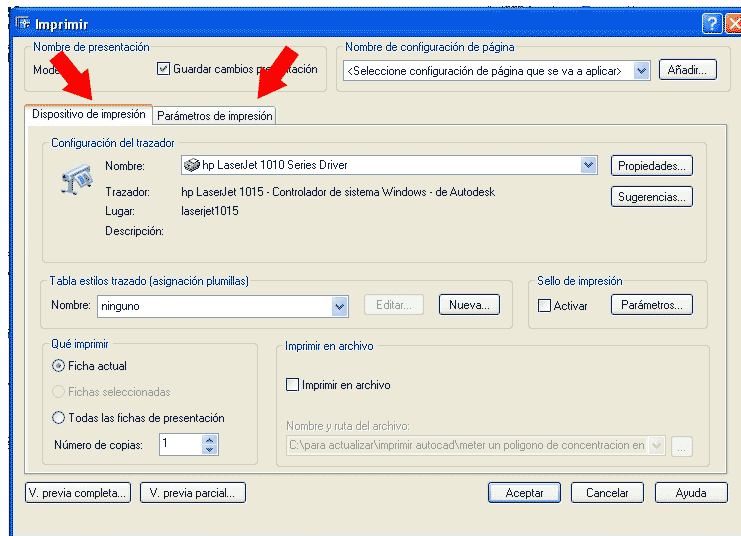 Imprimir
Nombre de presentación
Nombre de configuración de página
Guardar cambios presentación
<Seleccione configuración de página que se va a aplicar>
Añadir...
Dispositivo de impresión
Parámetros de impresión
Configuración del trazador
Nombre:
hp LaserJet 1010 Series Driver
Propiedades...
Trazador:
hp LaserJet 1015 - Controlador de sistema Windows - de Autodesk
Sugerencias...
Lugar:
laserjet1015
Descripción:
Tabla estilos trazado (asignación plumillas)
Nombre:
ninguno
Editar...
Nueva...
Sello de impresión
Activar
Parámetros...
Qué imprimir
Ficha actual
Fichas seleccionadas
Todas las fichas de presentación
Número de copias:
1
Imprimir en archivo
Imprimir en archivo
Nombre y ruta del archivo:
C:\para actualizar\imprimir autocad\meter un poligono de concentracion en
...
V. previa completa...
V. previa parcial...
Aceptar
Cancelar
Ayuda